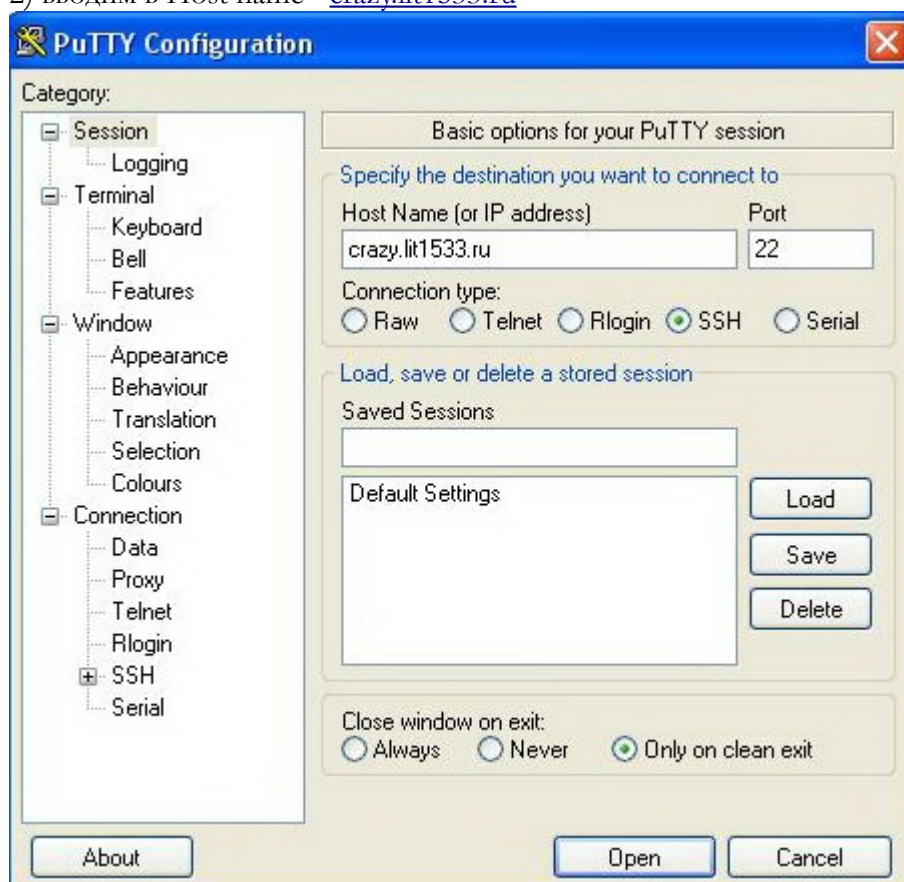 2) вводим в Host name - crazy.lit1533.ru
PuTTY Configuration
Category:
Session
Logging
Terminal
Keyboard
Bell
Features
Window
Appearance
Behaviour
Translation
Selection
Colours
Connection
Data
Proxy
Telnet
Rlogin
SSH
Serial
Basic options for your PuTTY session
Specify the destination you want to connect to
Host Name (or IP address) Port
crazy.lit1533.ru 22
Connection type:
Raw Telnet Rlogin SSH Serial
Load, save or delete a stored session
Saved Sessions
Default Settings
Load
Save
Delete
Close window on exit:
Always Never Only on clean exit
About Open Cancel